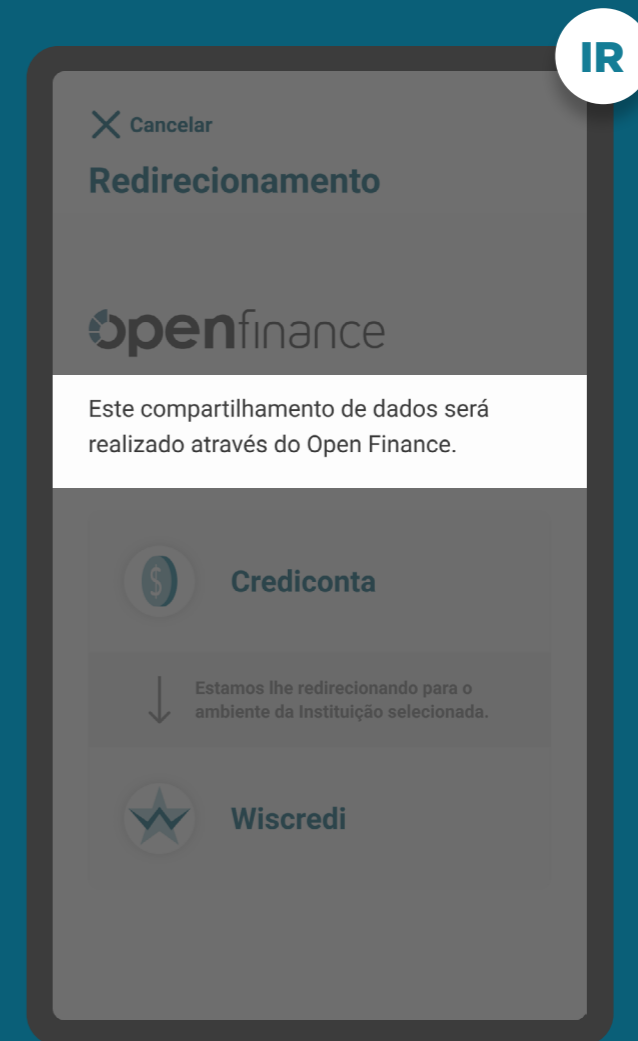 IR
Cancelar
Redirecionamento
openfinance
Este compartilhamento de dados será
realizado através do Open Finance.
$
Crediconta
Estamos lhe redirecionando para o
ambiente da Instituição selecionada.
Wiscredi